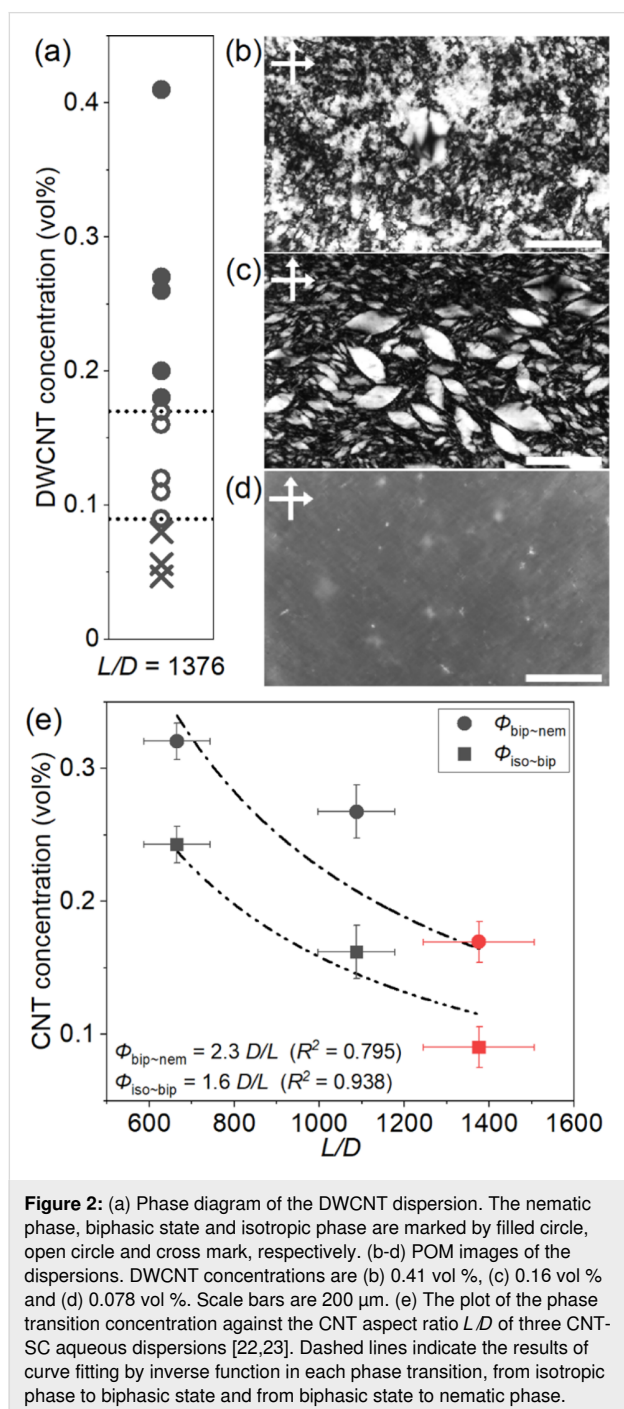 (a)
DWCNT concentration (vol%)
0.4
0.3
0.2
0.1
0
L/D = 1376
(b)
(c)
(d)
(e)
CNT concentration (vol%)
0.3
0.2
0.1
Φbip~nem
Φiso~bip
Φbip~nem = 2.3 D/L (R² = 0.795)
Φiso~bip = 1.6 D/L (R² = 0.938)
600 800 1000 1200 1400 1600
L/D
Figure 2: (a) Phase diagram of the DWCNT dispersion. The nematic
phase, biphasic state and isotropic phase are marked by filled circle,
open circle and cross mark, respectively. (b-d) POM images of the
dispersions. DWCNT concentrations are (b) 0.41 vol %, (c) 0.16 vol %
and (d) 0.078 vol %. Scale bars are 200 μm. (e) The plot of the phase
transition concentration against the CNT aspect ratio L/D of three CNT-
SC aqueous dispersions [22,23]. Dashed lines indicate the results of
curve fitting by inverse function in each phase transition, from isotropic
phase to biphasic state and from biphasic state to nematic phase.